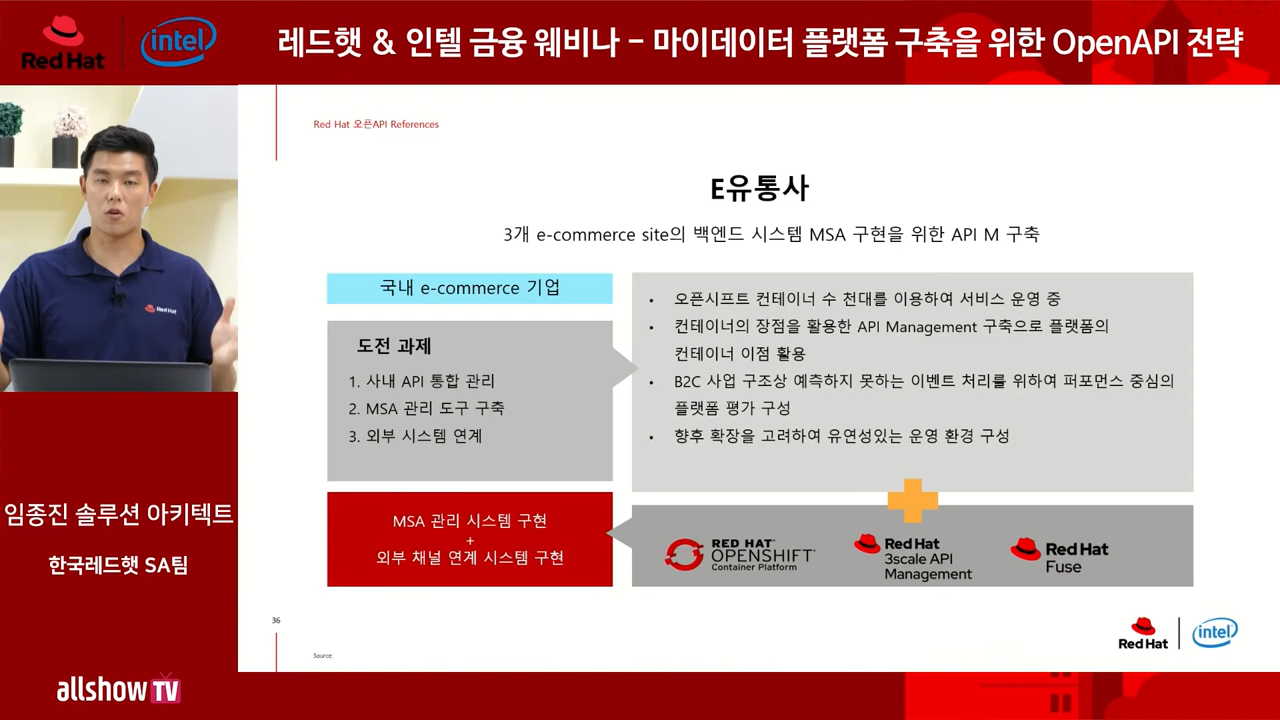 Red Hat
intel
레드햇 & 인텔 금융 웨비나 - 마이데이터 플랫폼 구축을 위한 OpenAPI 전략
Red Hat 오픈API References
E유통사
3개 e-commerce site의 백엔드 시스템 MSA 구현을 위한 API M 구축
국내 e-commerce 기업
도전 과제
1. 사내 API 통합 관리
2. MSA 관리 도구 구축
3. 외부 시스템 연계
• 오픈시프트 컨테이너 수 천대를 이용하여 서비스 운영 중
• 컨테이너의 장점을 활용한 API Management 구축으로 플랫폼의
컨테이너 이점 활용
• B2C 사업 구조상 예측하지 못하는 이벤트 처리를 위하여 퍼포먼스 중심의
플랫폼 평가 구성
• 향후 확장을 고려하여 유연성있는 운영 환경 구성
MSA 관리 시스템 구현
+
외부 채널 연계 시스템 구현
RED HAT®
OPENSHIFT®
Container Platform
Red Hat
3scale API
Management
Red Hat
Fuse
Red Hat
임종진 솔루션 아키텍트
한국레드햇 SA팀
36
Source:
Red Hat
intel
allshow TV